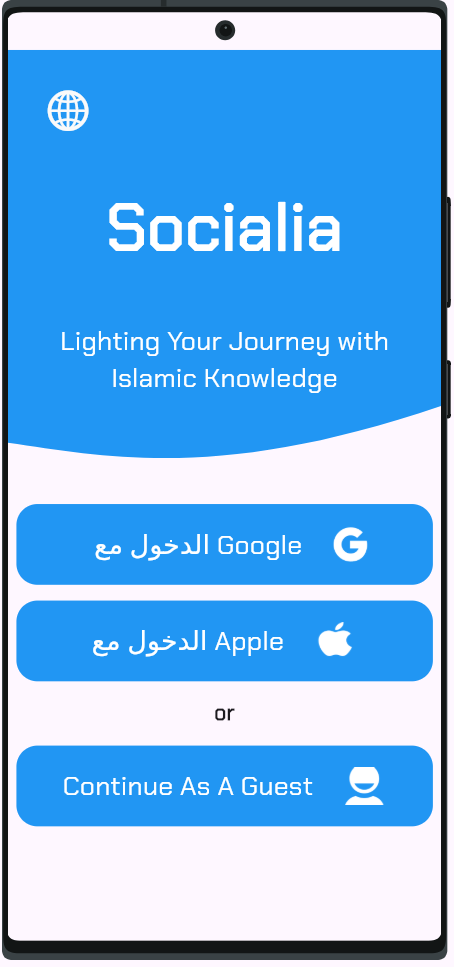 Socialia
Lighting Your Journey with
Islamic Knowledge
الدخول مع Google
الدخول مع Apple
or
Continue As A Guest